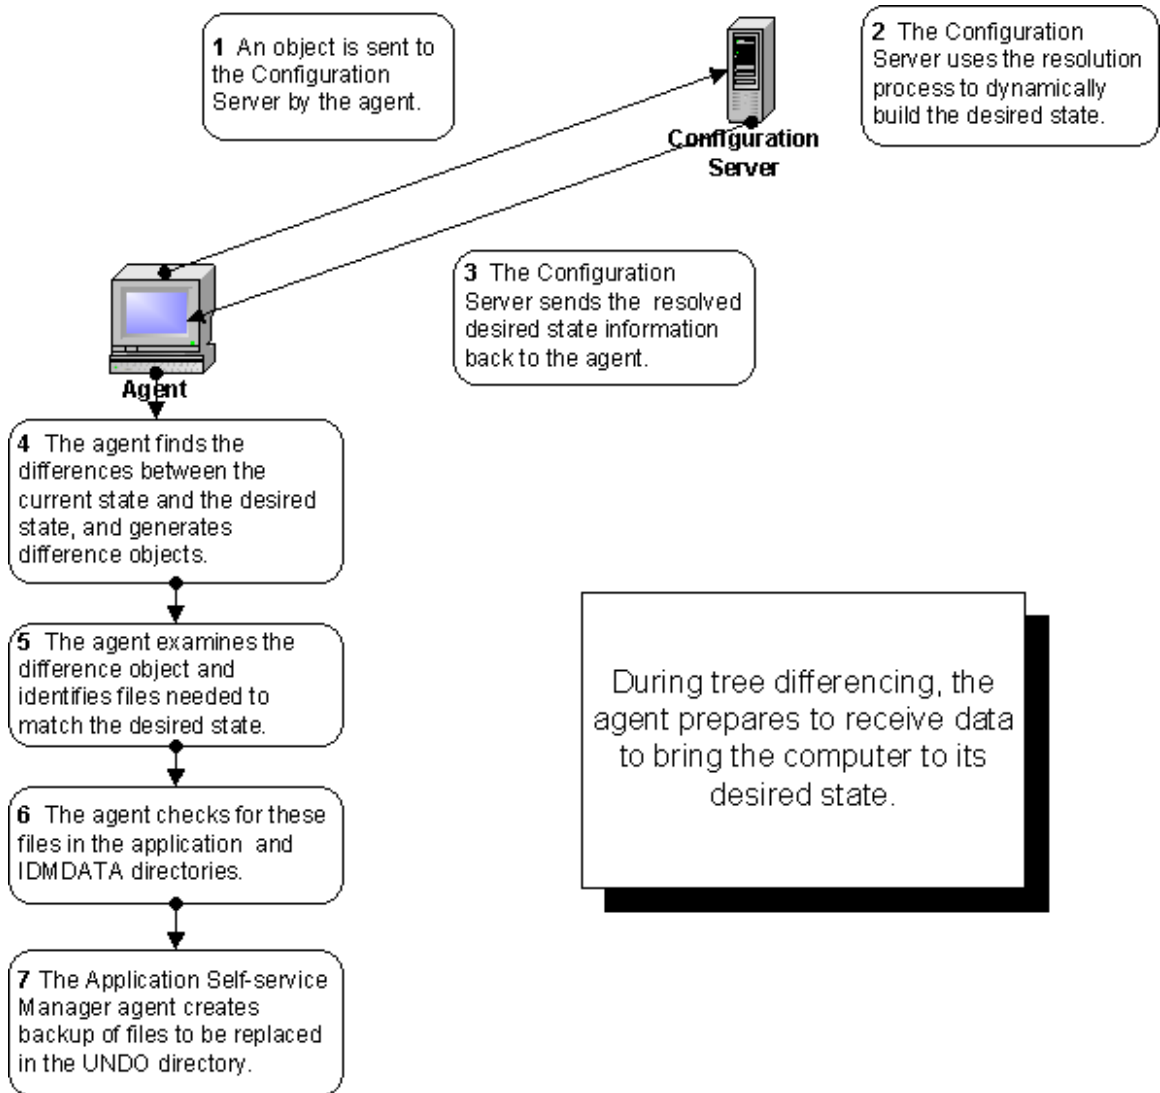 1 An object is sent to
the Configuration
Server by the agent.
2 The Configuration
Server uses the resolution
process to dynamically
build the desired state.
Configuration
Server
3 The Configuration
Server sends the resolved
desired state information
back to the agent.
Agent
4 The agent finds the
differences between the
current state and the desired
state, and generates
difference objects.
5 The agent examines the
difference object and
identifies files needed to
match the desired state.
6 The agent checks for these
files in the application and
IDMDATA directories.
7 The Application Self-service
Manager agent creates
backup of files to be replaced
in the UNDO directory.
During tree differencing, the
agent prepares to receive data
to bring the computer to its
desired state.